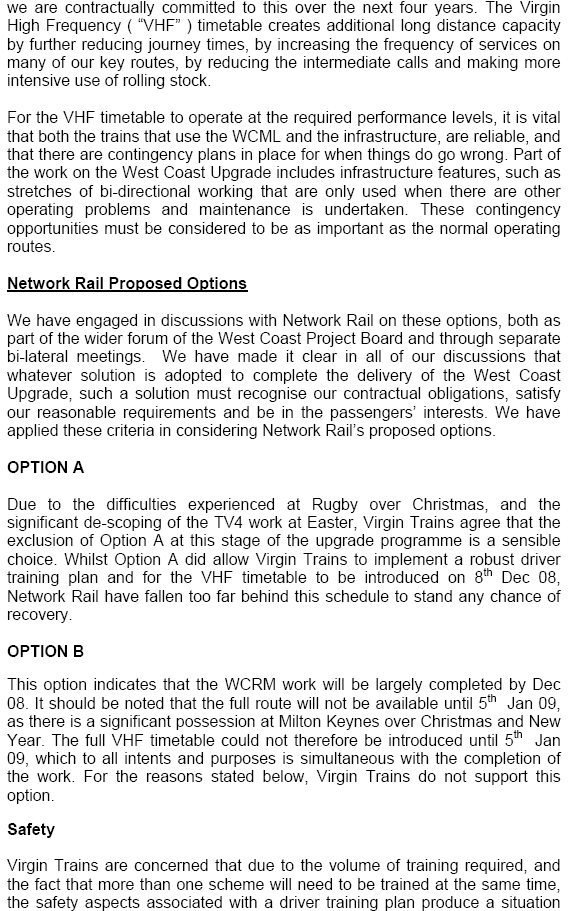 we are contractually committed to this over the next four years. The Virgin
High Frequency ( “VHF” ) timetable creates additional long distance capacity
by further reducing journey times, by increasing the frequency of services on
many of our key routes, by reducing the intermediate calls and making more
intensive use of rolling stock.
For the VHF timetable to operate at the required performance levels, it is vital
that both the trains that use the WCML and the infrastructure, are reliable, and
that there are contingency plans in place for when things do go wrong. Part of
the work on the West Coast Upgrade includes infrastructure features, such as
stretches of bi-directional working that are only used when there are other
operating problems and maintenance is undertaken. These contingency
opportunities must be considered to be as important as the normal operating
routes.
Network Rail Proposed Options
We have engaged in discussions with Network Rail on these options, both as
part of the wider forum of the West Coast Project Board and through separate
bi-lateral meetings. We have made it clear in all of our discussions that
whatever solution is adopted to complete the delivery of the West Coast
Upgrade, such a solution must recognise our contractual obligations, satisfy
our reasonable requirements and be in the passengers’ interests. We have
applied these criteria in considering Network Rail’s proposed options.
OPTION A
Due to the difficulties experienced at Rugby over Christmas, and the
significant de-scoping of the TV4 work at Easter, Virgin Trains agree that the
exclusion of Option A at this stage of the upgrade programme is a sensible
choice. Whilst Option A did allow Virgin Trains to implement a robust driver
training plan and for the VHF timetable to be introduced on 8th Dec 08,
Network Rail have fallen too far behind this schedule to stand any chance of
recovery.
OPTION B
This option indicates that the WCRM work will be largely completed by Dec
08. It should be noted that the full route will not be available until 5th Jan 09,
as there is a significant possession at Milton Keynes over Christmas and New
Year. The full VHF timetable could not therefore be introduced until 5th Jan
09, which to all intents and purposes is simultaneous with the completion of
the work. For the reasons stated below, Virgin Trains do not support this
option.
Safety
Virgin Trains are concerned that due to the volume of training required, and
the fact that more than one scheme will need to be trained at the same time,
the safety aspects associated with a driver training plan produce a situation